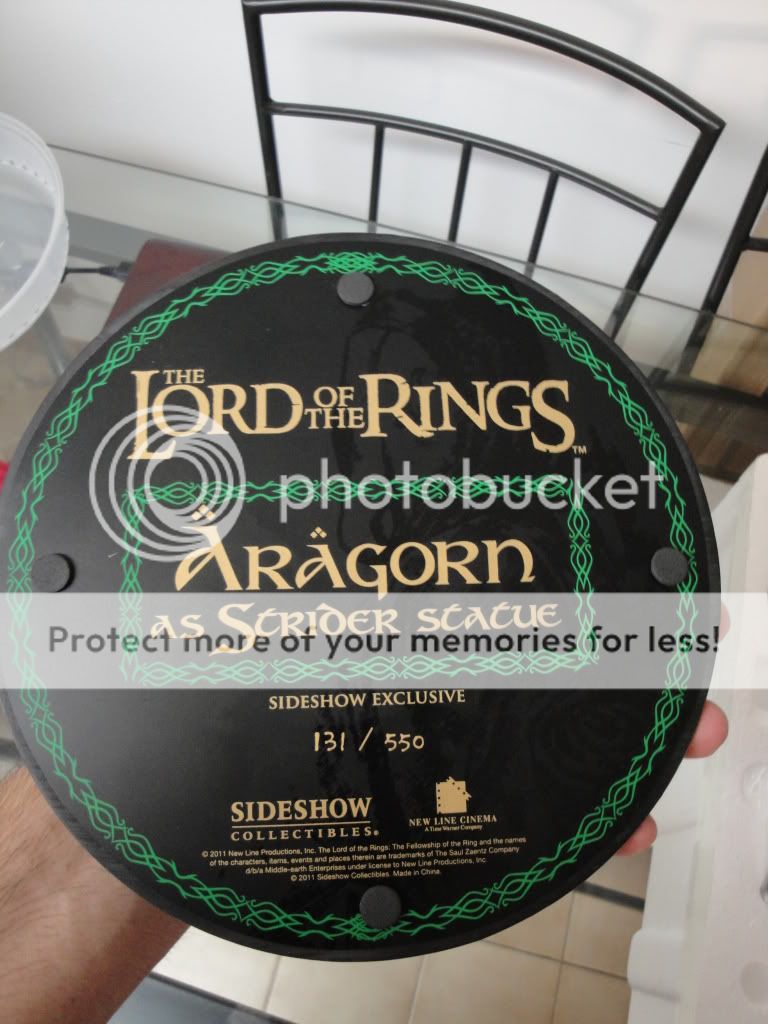 THE LORD OF THE RINGS™
photobucket
ÄRÄGORN
AS STRIDER STATUE
Protect more of your memories for less!
SIDESHOW EXCLUSIVE
131 / 550
SIDESHOW
COLLECTIBLES®
NEW LINE CINEMA
A Time Warner Company
© 2011 New Line Productions, Inc. The Lord of the Rings: The Fellowship of the Ring and the names
of the characters, items, events and places therein are trademarks of The Saul Zaentz Company
d/b/a Middle-earth Enterprises under license to New Line Productions, Inc.
© 2011 Sideshow Collectibles. Made in China.